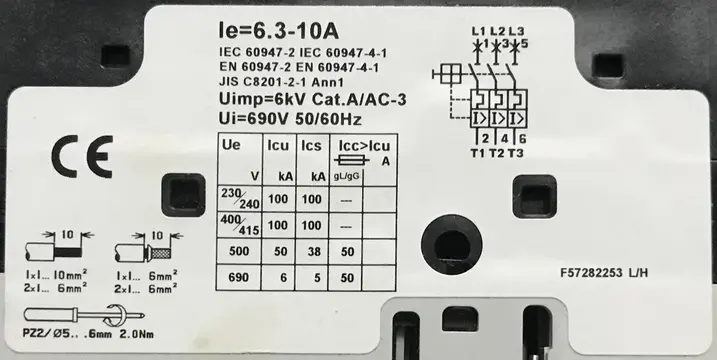 Ie=6.3-10A
IEC 60947-2 IEC 60947-4-1
EN 60947-2 EN 60947-4-1
JIS C8201-2-1 Ann1
Uimp=6kV Cat.A/AC-3
Ui=690V 50/60Hz
Ue Icu Ics Icc>Icu
V kA kA gL/gG A
230/240 100 100 ---
400/415 100 100 ---
500 50 38 50
690 6 5 50
L1 L2 L3
1 3 5
I> I> I>
2 4 6
T1 T2 T3
CE
10 10
1x1... 10mm² 1x1... 6mm²
2x1... 6mm² 2x1... 6mm²
PZ2/Ø5.. .6mm 2.0Nm
F57282253 L/H